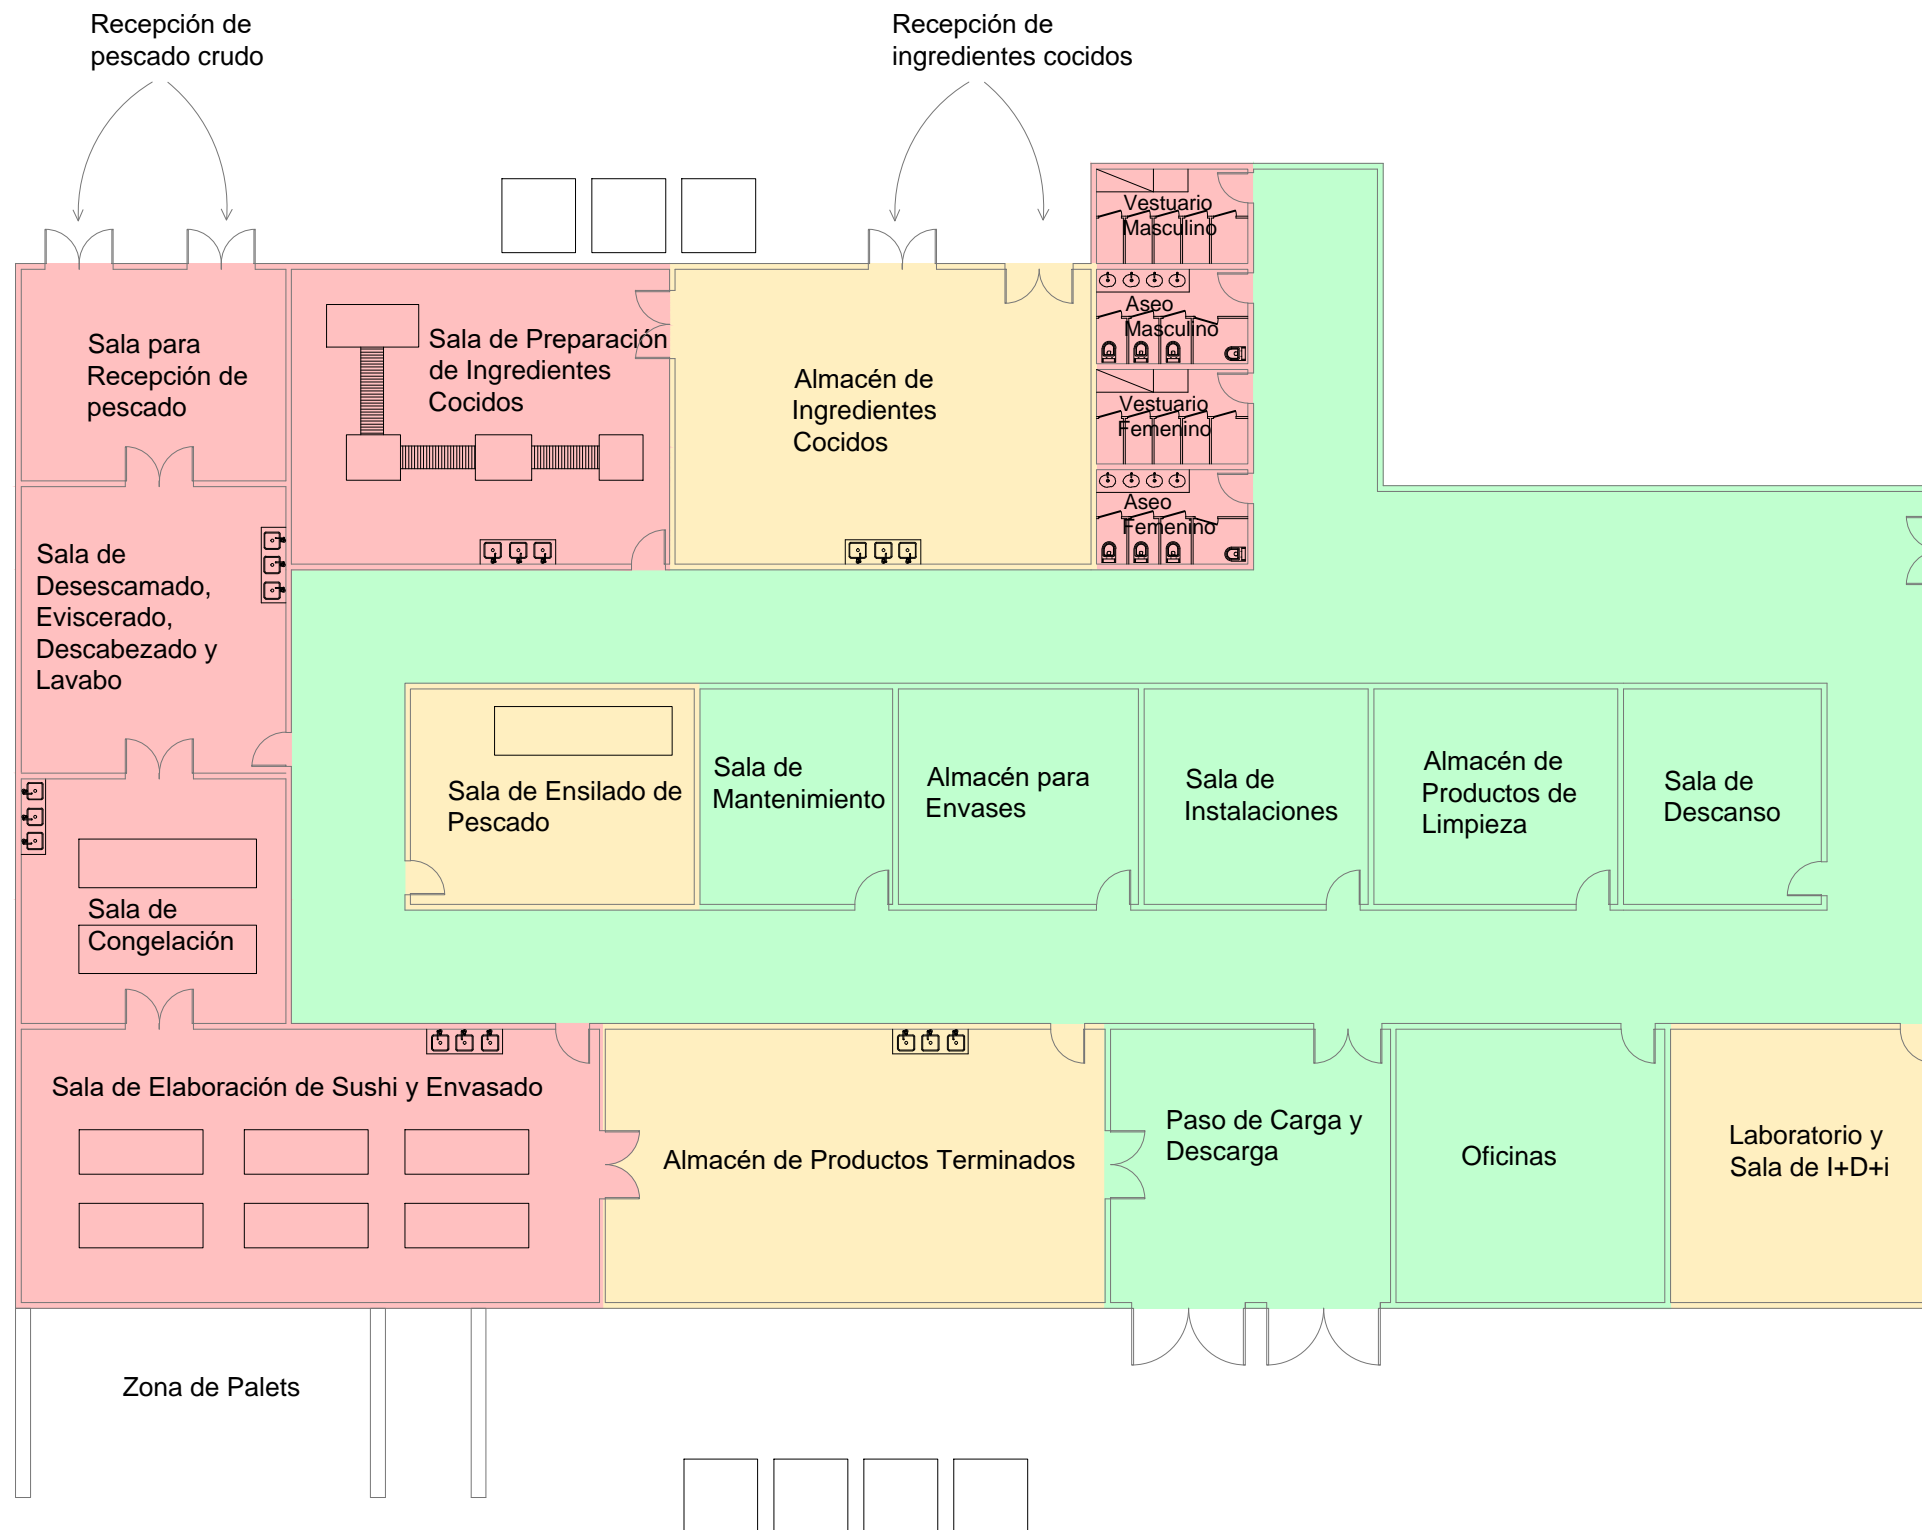 Recepción de
pescado crudo
Recepción de
ingredientes cocidos
Vestuario
Masculino
Aseo
Masculino
Vestuario
Femenino
Aseo
Femenino
Sala para
Recepción de
pescado
Sala de Preparación
de Ingredientes
Cocidos
Almacén de
Ingredientes
Cocidos
Sala de
Desescamado,
Eviscerado,
Descabezado y
Lavabo
Sala de Ensilado de
Pescado
Sala de
Mantenimiento
Almacén para
Envases
Sala de
Instalaciones
Almacén de
Productos de
Limpieza
Sala de
Descanso
Sala de
Congelación
Sala de Elaboración de Sushi y Envasado
Almacén de Productos Terminados
Paso de Carga y
Descarga
Oficinas
Laboratorio y
Sala de I+D+i
Zona de Palets